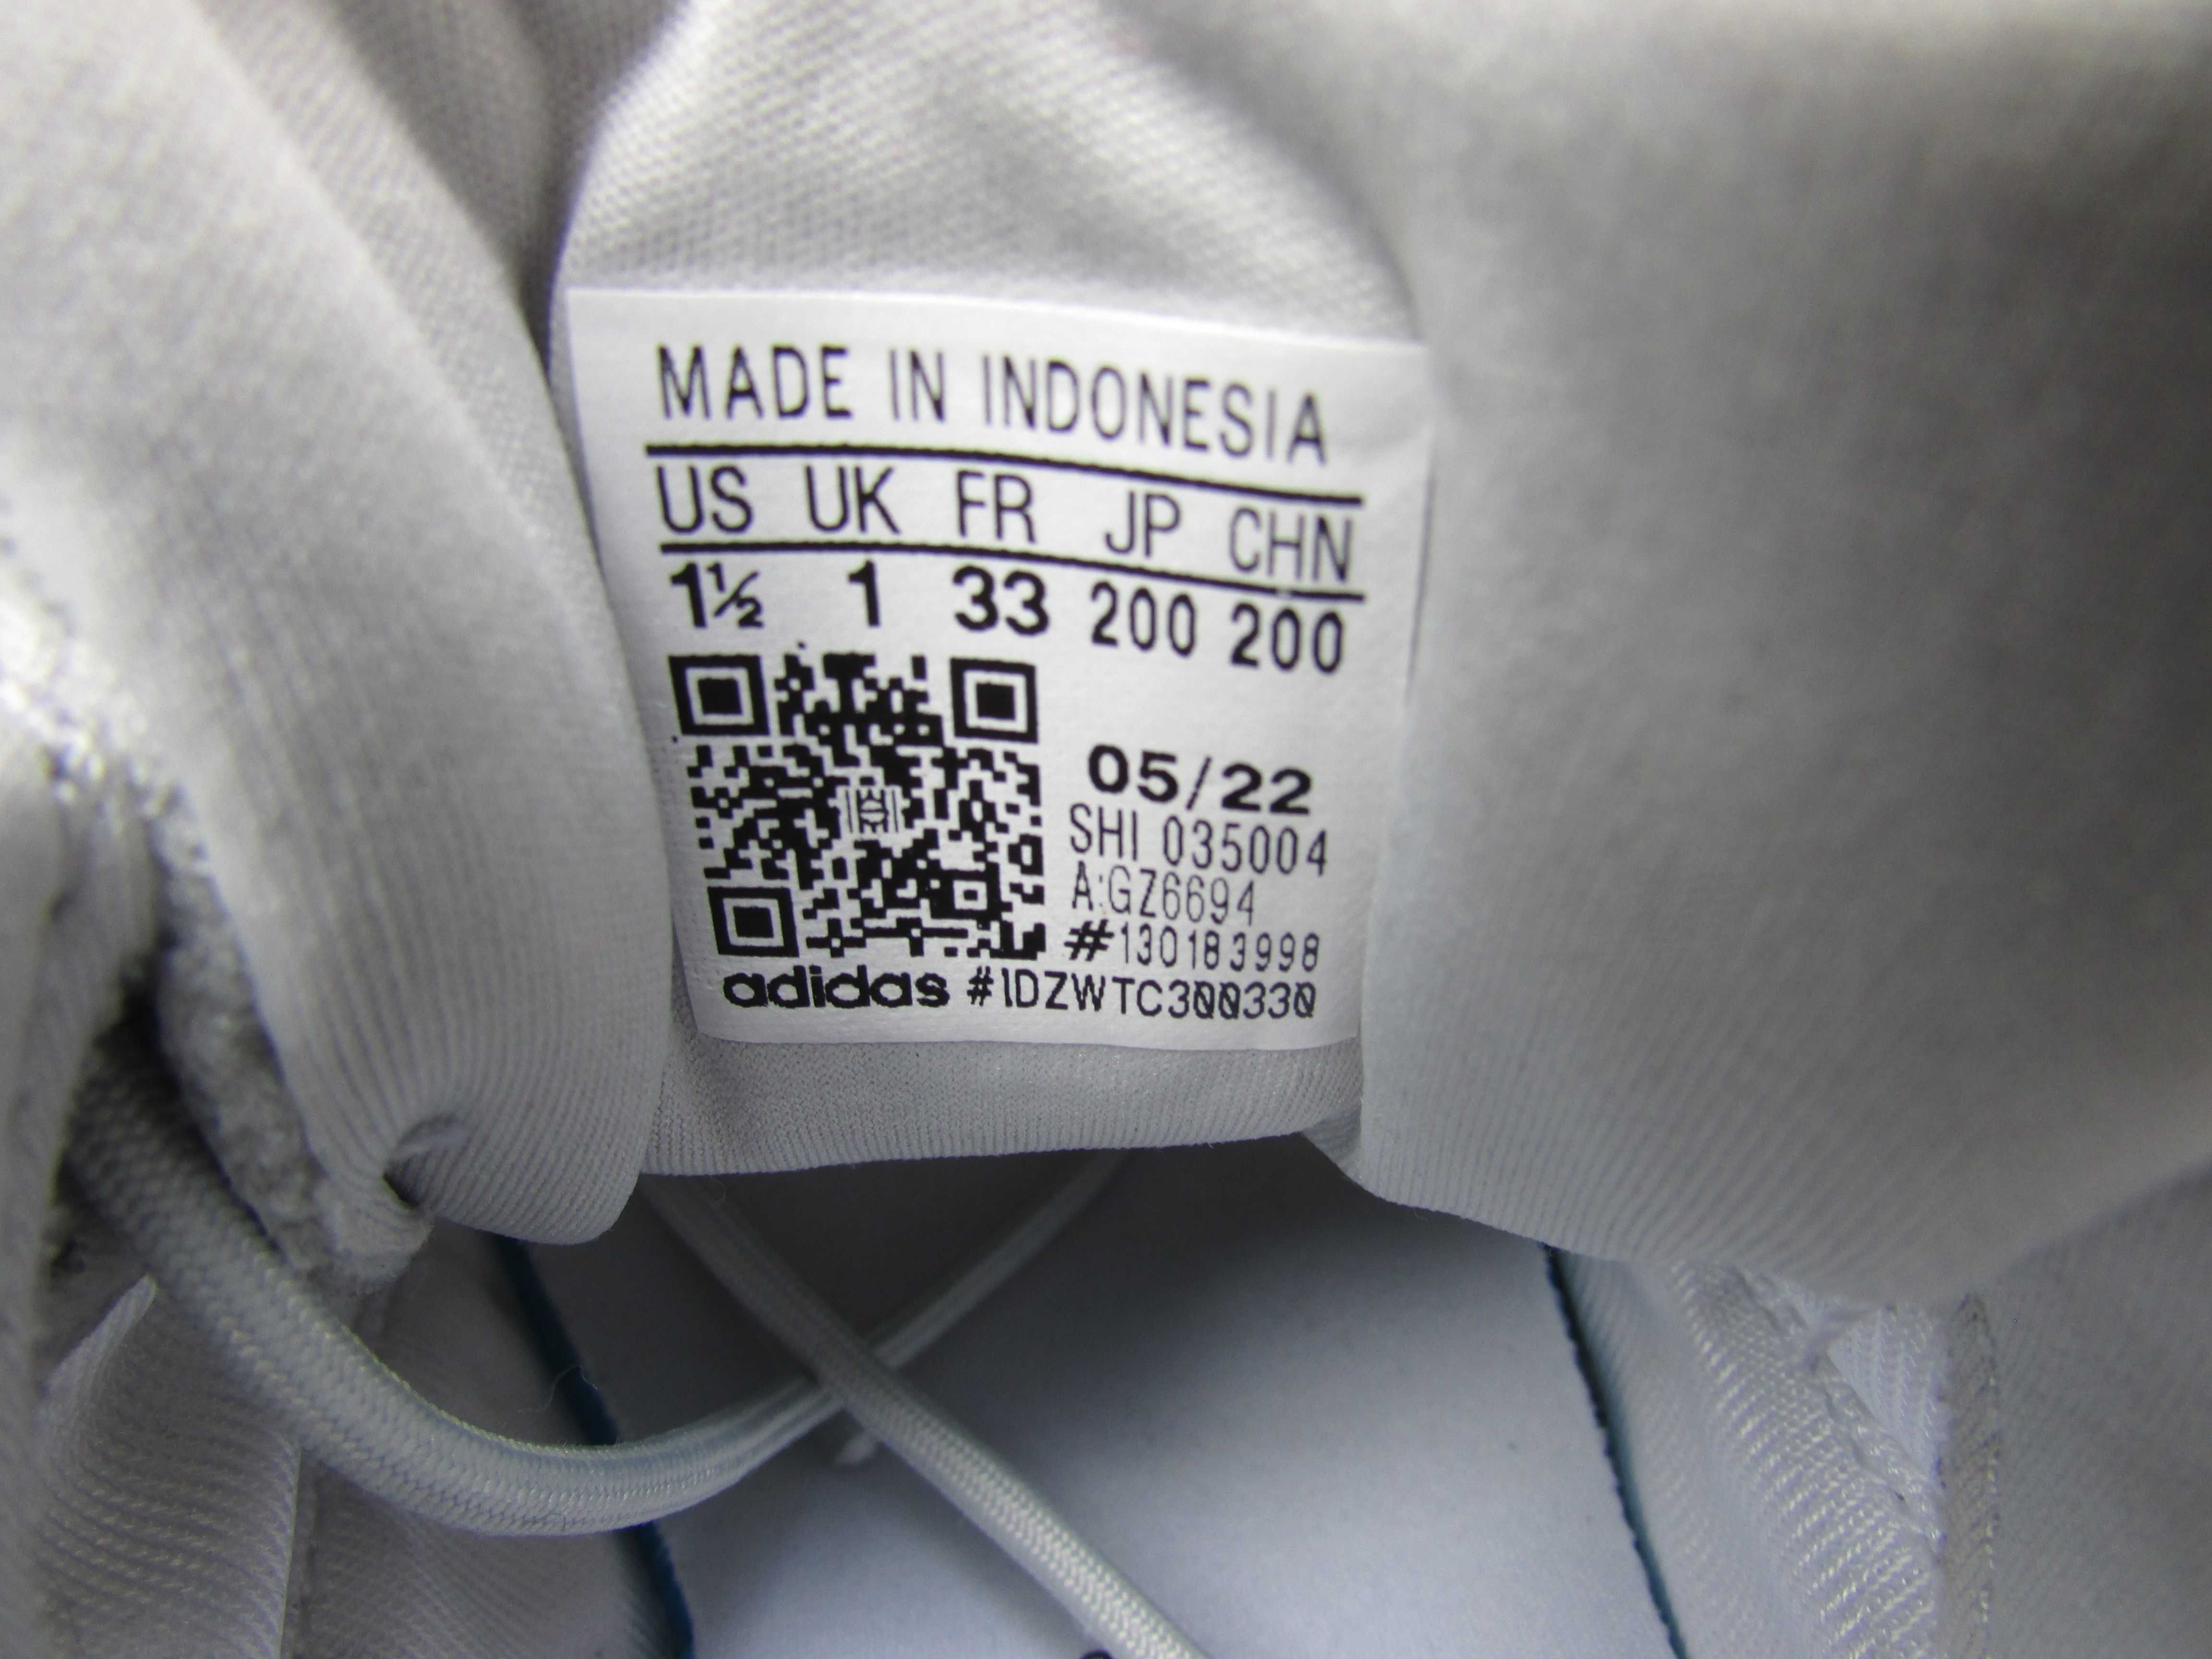 MADE IN INDONESIA
US UK FR JP CHN
1½ 1 33 200 200
05/22
SHI 035004
A:GZ6694
#130183998
adidas #1DZWTC300330